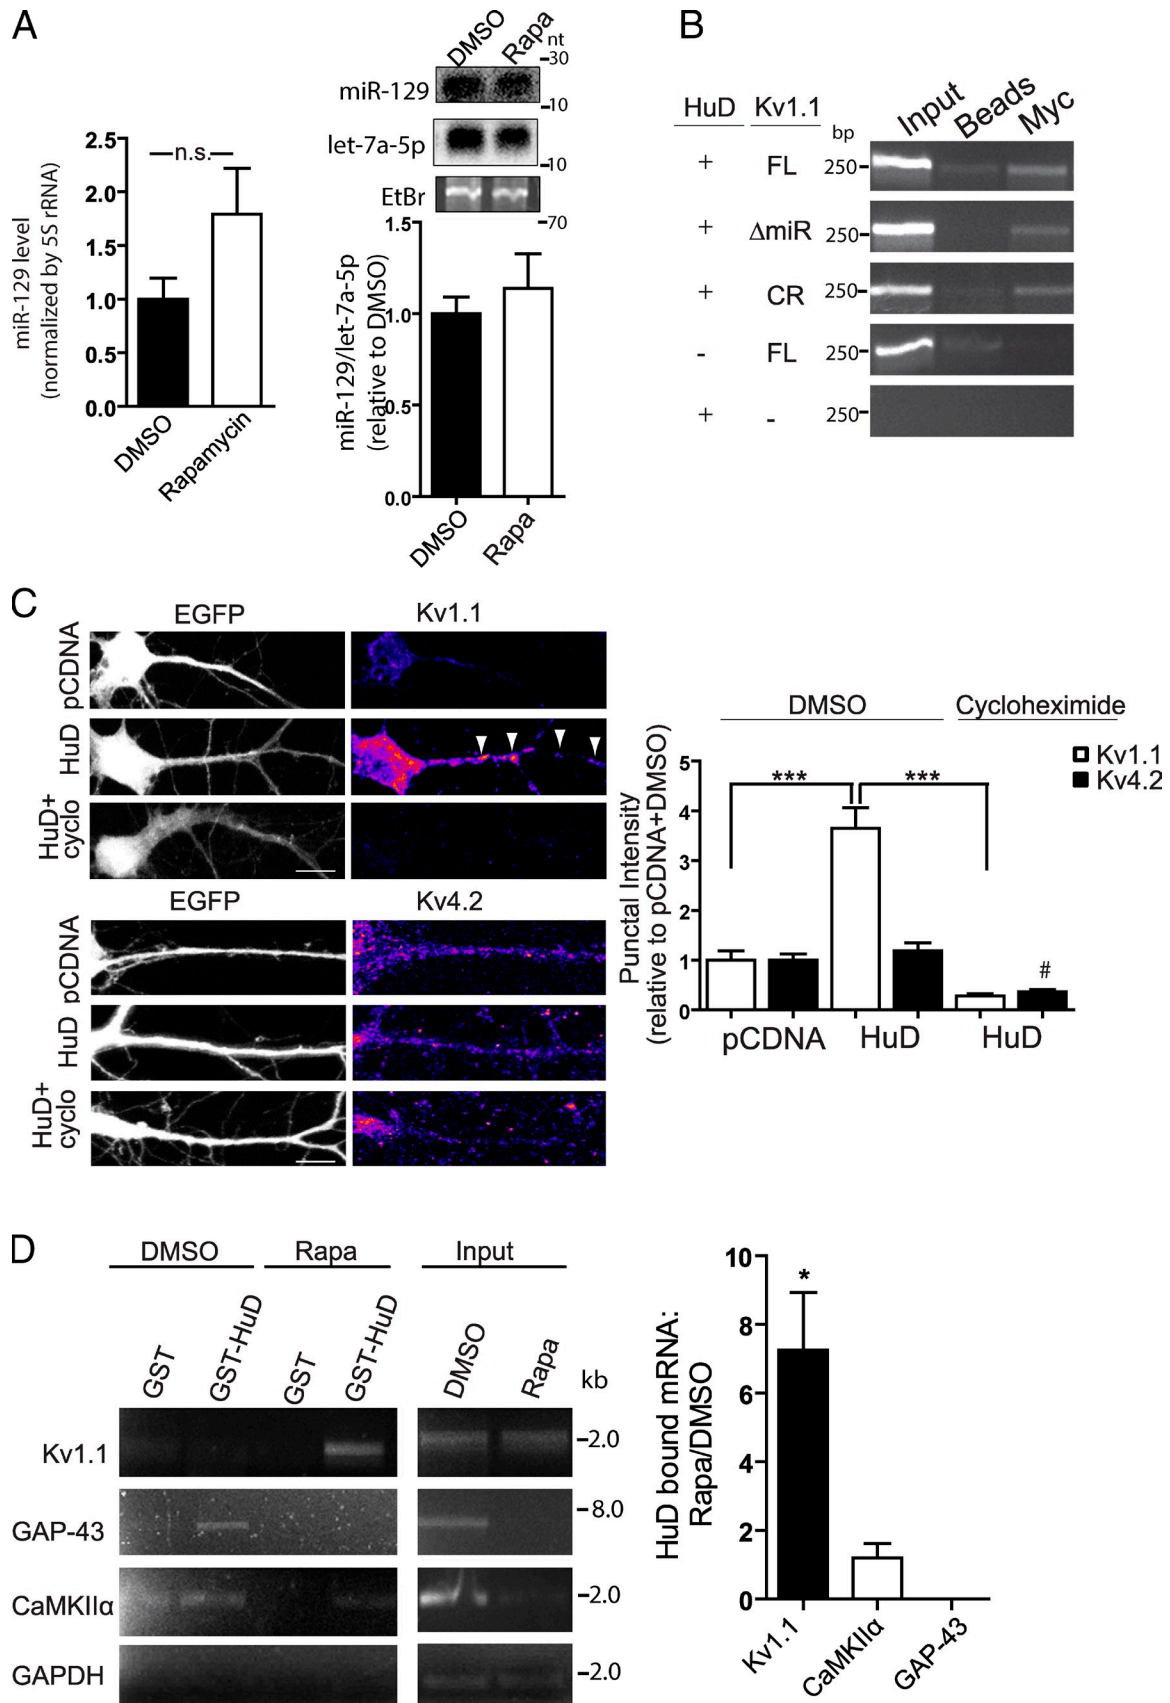 A
DMSO
Rapa
nt
30
miR-129
10
let-7a-5p
10
EtBr
70
miR-129 level
(normalized by 5S rRNA)
2.5
2.0
1.5
1.0
0.5
0.0
n.s.
DMSO
Rapamycin
miR-129/let-7a-5p
(relative to DMSO)
1.5
1.0
0.5
0.0
DMSO
Rapa
B
HuD Kv1.1 bp Input Beads Myc
+ FL 250
+ ΔmiR 250
+ CR 250
- FL 250
+ - 250
C
EGFP Kv1.1
pCDNA
HuD
HuD+
cyclo
EGFP Kv4.2
pCDNA
HuD
HuD+
cyclo
DMSO Cycloheximide
Kv1.1
Kv4.2
Punctal Intensity
(relative to pCDNA+DMSO)
5
4
3
2
1
0
*** ***
#
pCDNA HuD HuD
D
DMSO Rapa Input
GST GST-HuD GST GST-HuD DMSO Rapa kb
Kv1.1 2.0
GAP-43 8.0
CaMKIIα 2.0
GAPDH 2.0
HuD bound mRNA:
Rapa/DMSO
10
8
6
4
2
0
*
Kv1.1
CaMKIIα
GAP-43